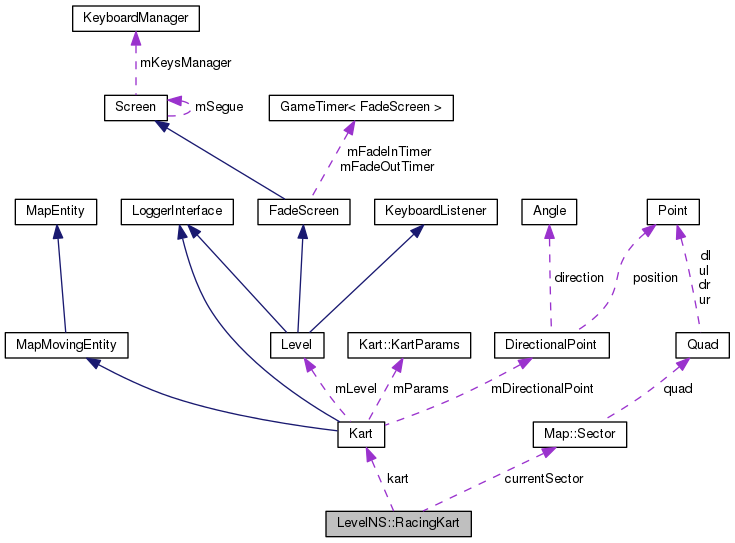 KeyboardManager
mKeysManager
Screen
mSegue
GameTimer< FadeScreen >
mFadeInTimer
mFadeOutTimer
MapEntity
LoggerInterface
FadeScreen
KeyboardListener
Angle
Point
direction
position
dl
ul
dr
ur
MapMovingEntity
Level
Kart::KartParams
DirectionalPoint
Quad
mLevel
mParams
mDirectionalPoint
quad
Kart
Map::Sector
kart
currentSector
LevelNS::RacingKart